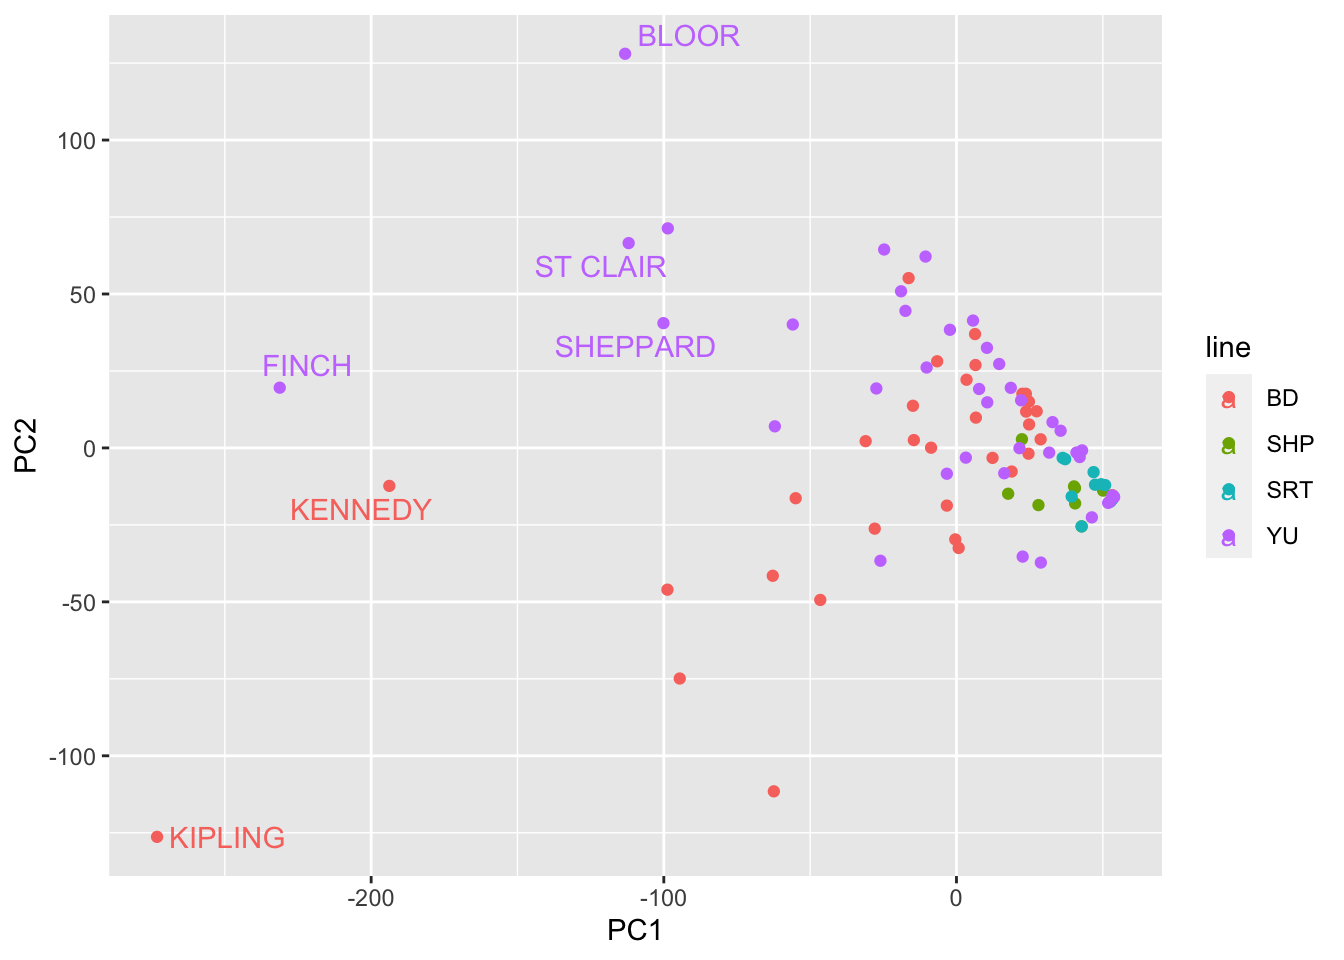 BLOOR
100
ST CLAIR
50
SHEPPARD
FINCH
0
KENNEDY
-50
-100
KIPLING
-200
-100
0
PC1
PC2
line
a BD
a SHP
a SRT
a YU